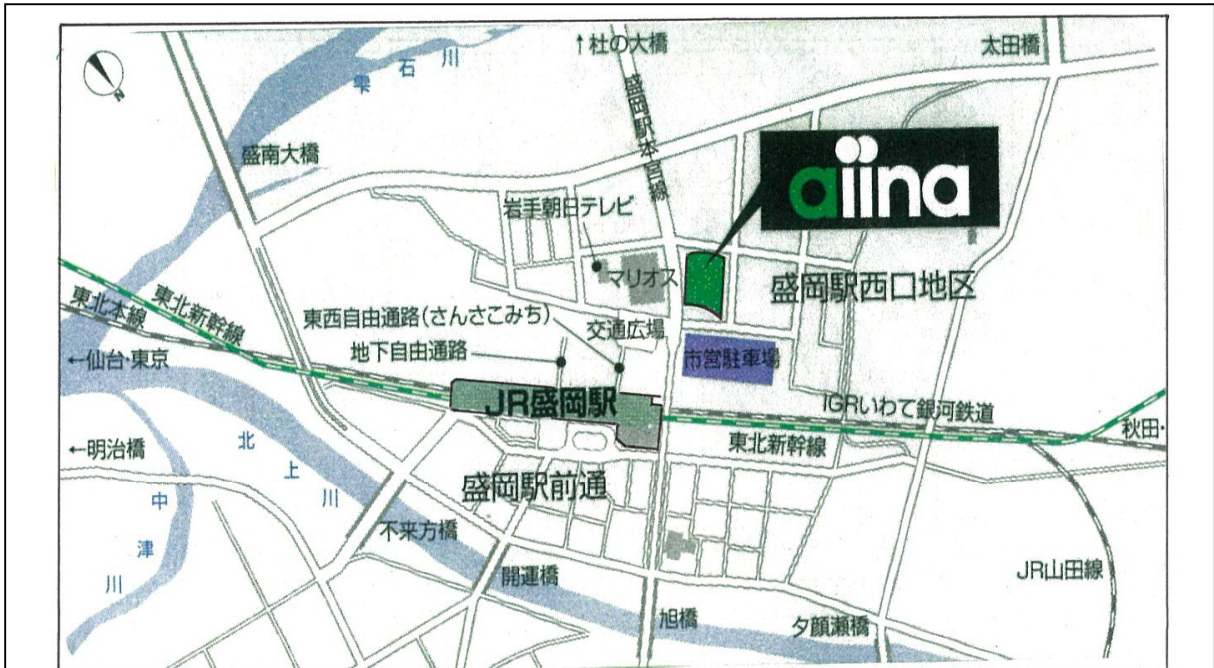 ↑杜の大橋
太田橋
雫石川
N
盛岡駅本宮線
盛南大橋
aiina
岩手朝日テレビ
マリオス
盛岡駅西口地区
東北新幹線
東北本線
東西自由通路(さんさこみち)
交通広場
地下自由通路
市営駐車場
←仙台・東京
JR盛岡駅
IGRいわて銀河鉄道
秋田・
東北新幹線
←明治橋
北上川
盛岡駅前通
中津川
不来方橋
開運橋
JR山田線
旭橋
夕顔瀬橋